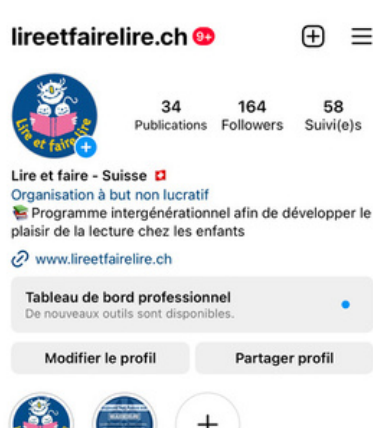 lireetfairelire.ch 9+
34 164 58
Publications Followers Suivi(e)s
Lire et faire lire
Lire et faire - Suisse
Organisation à but non lucratif
Programme intergénérationnel afin de développer le
plaisir de la lecture chez les enfants
www.lireetfairelire.ch
Tableau de bord professionnel
De nouveaux outils sont disponibles.
Modifier le profil
Partager profil